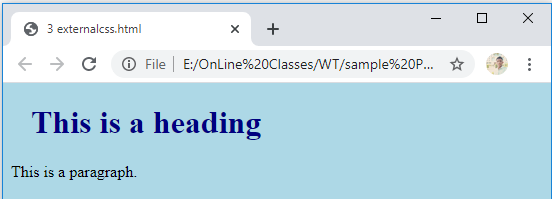 3 externalcss.html
File
E:/OnLine%20Classes/WT/sample%20P...
This is a heading
This is a paragraph.